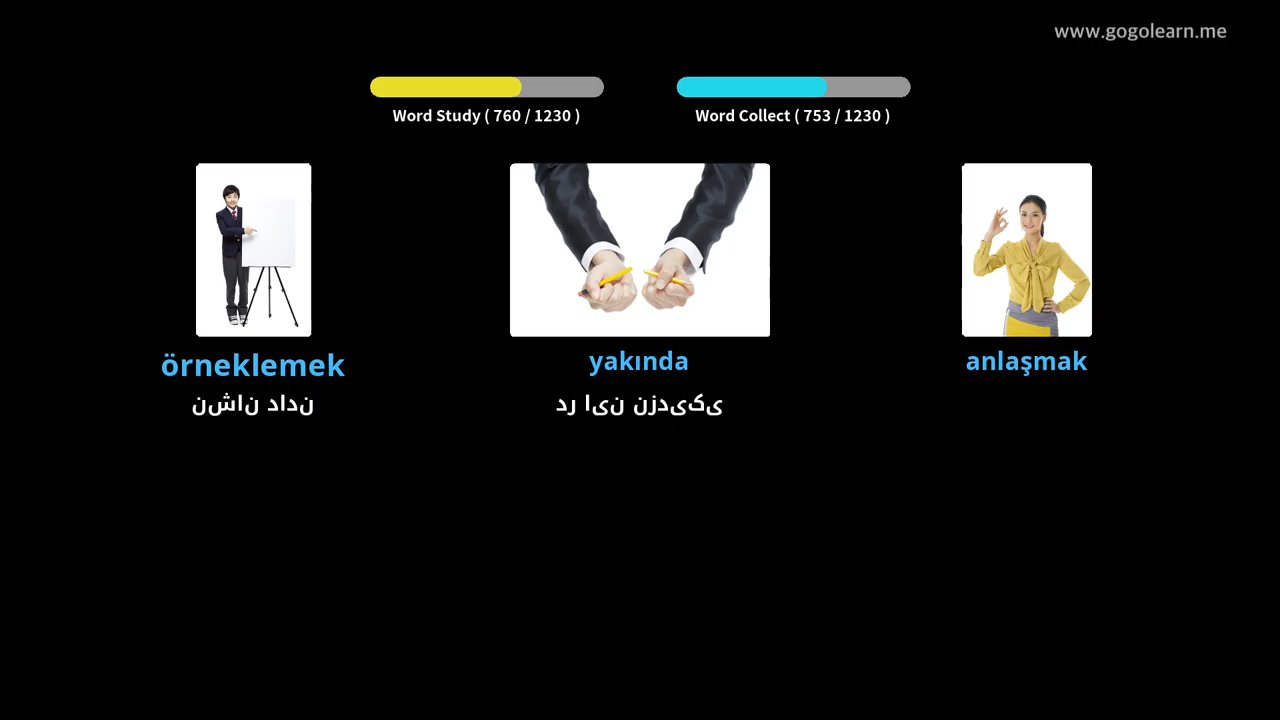 www.gogolearn.me
Word Study ( 760 / 1230 )
Word Collect ( 753 / 1230 )
örneklemek
نشان دادن
yakında
در این نزدیکی
anlaşmak